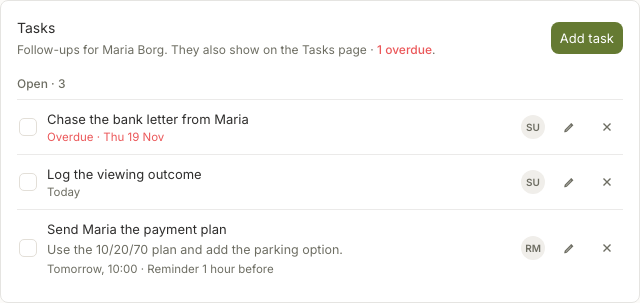 Tasks
Follow-ups for Maria Borg. They also show on the Tasks page · 1 overdue.
Add task
Open · 3
Chase the bank letter from Maria
Overdue · Thu 19 Nov
SU
Log the viewing outcome
Today
SU
Send Maria the payment plan
Use the 10/20/70 plan and add the parking option.
Tomorrow, 10:00 · Reminder 1 hour before
RM